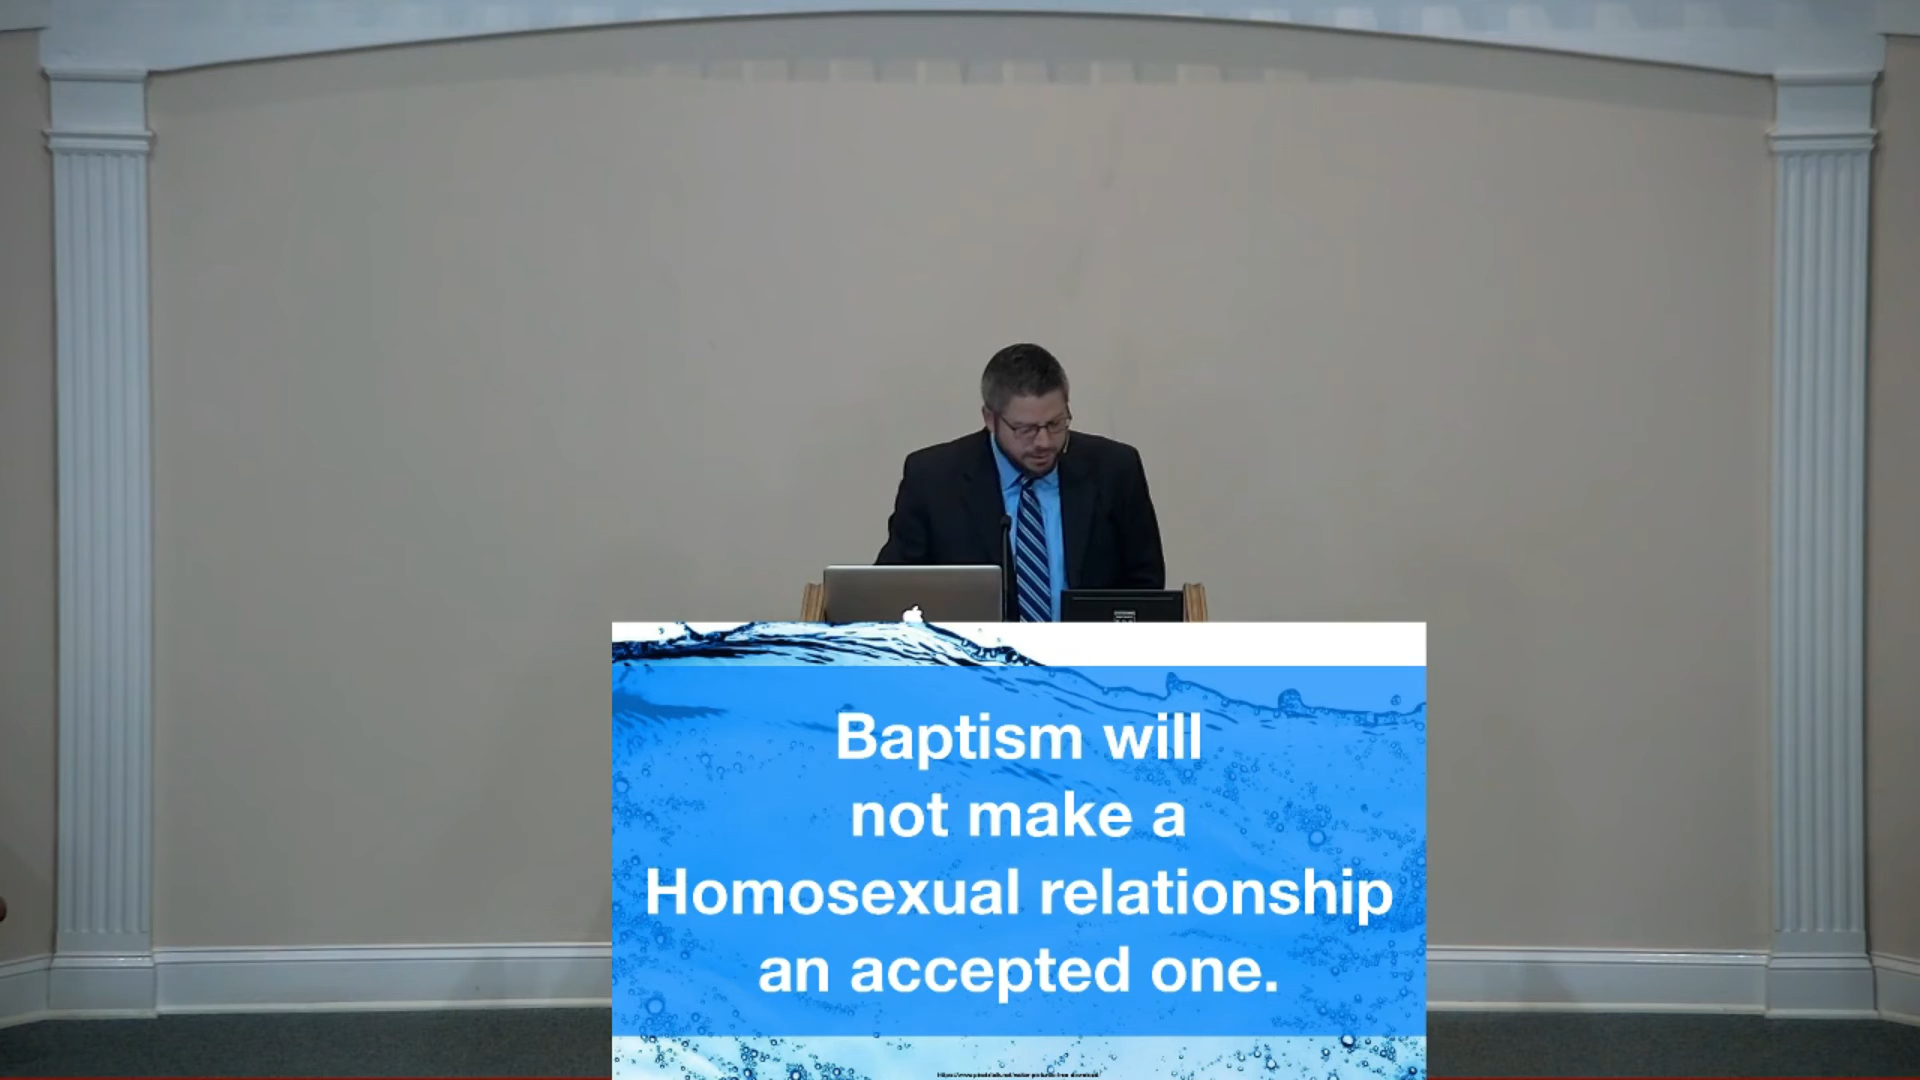 Baptism will
not make a
Homosexual relationship
an accepted one.